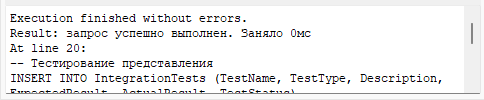 Execution finished without errors.
Result: запрос успешно выполнен. Заняло 0мс
At line 20:
-- Тестирование представления
INSERT INTO IntegrationTests (TestName, TestType, Description,
ExpectedResult, ActualResult, TestStatus)